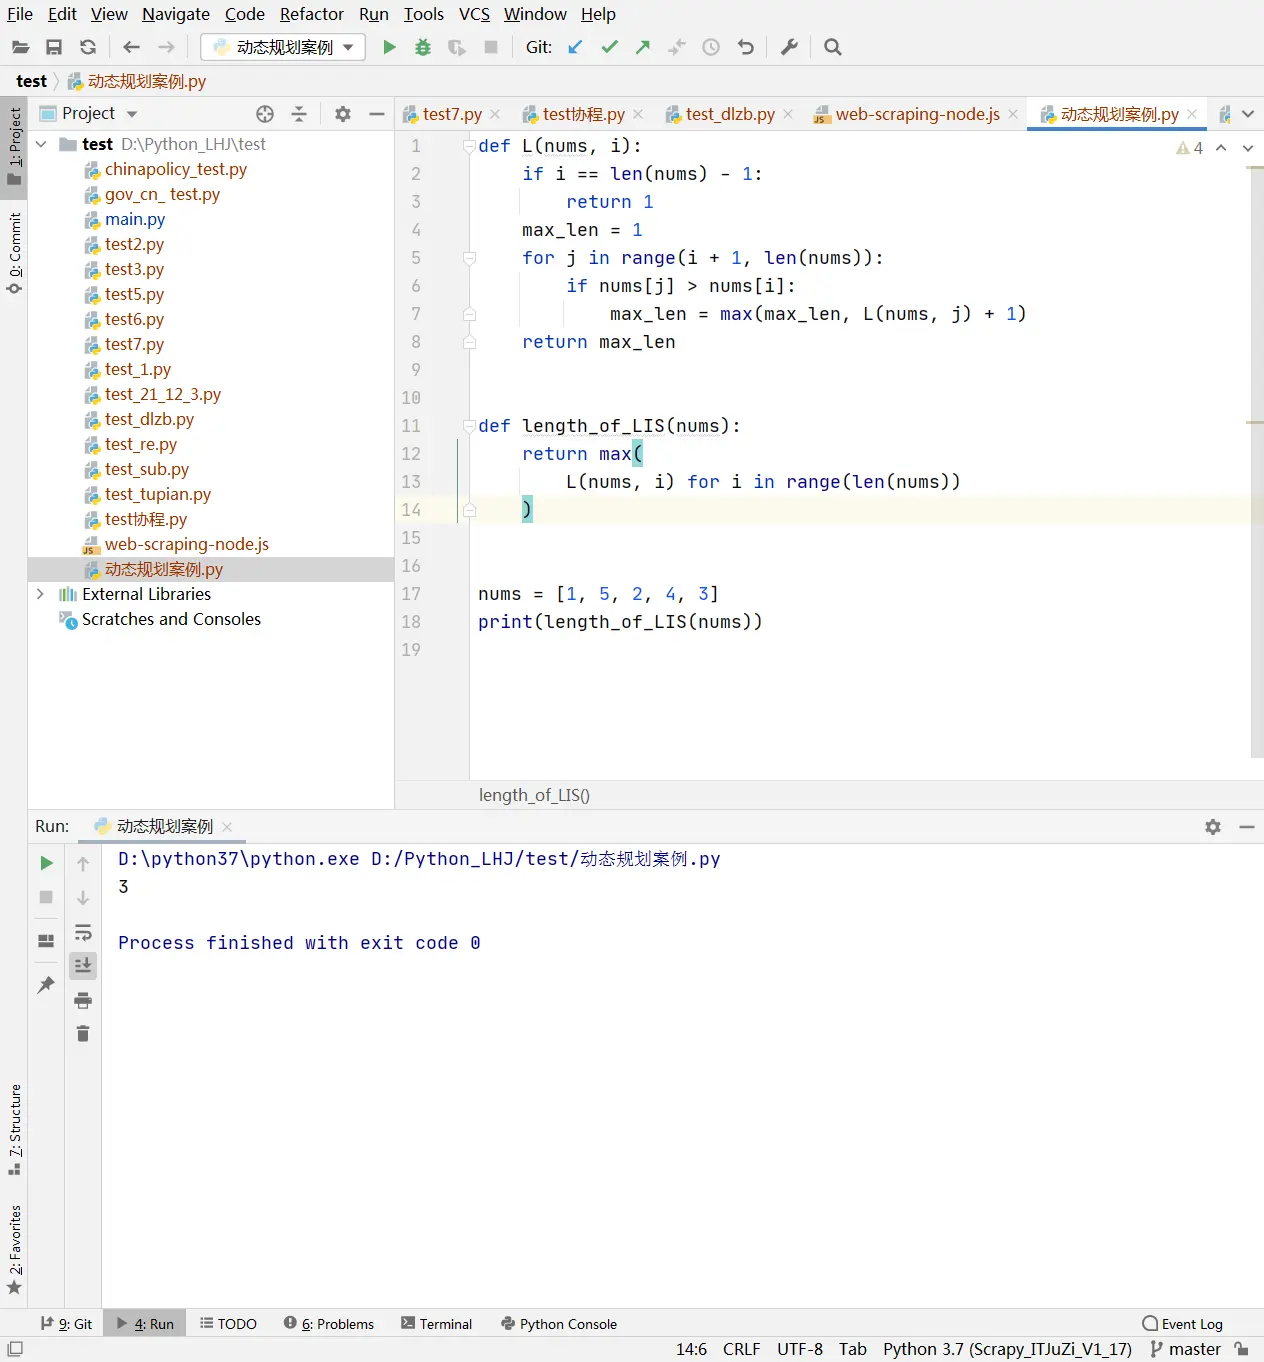 File Edit View Navigate Code Refactor Run Tools VCS Window Help
动态规划案例 Git:
test 动态规划案例.py
1: Project
0: Commit
Project
test D:\Python_LHJ\test
chinapolicy_test.py
gov_cn_ test.py
main.py
test2.py
test3.py
test5.py
test6.py
test7.py
test_1.py
test_21_12_3.py
test_dlzb.py
test_re.py
test_sub.py
test_tupian.py
test协程.py
web-scraping-node.js
动态规划案例.py
External Libraries
Scratches and Consoles
test7.py test协程.py test_dlzb.py web-scraping-node.js 动态规划案例.py
4
1 def L(nums, i):
2 if i == len(nums) - 1:
3 return 1
4 max_len = 1
5 for j in range(i + 1, len(nums)):
6 if nums[j] > nums[i]:
7 max_len = max(max_len, L(nums, j) + 1)
8 return max_len
9
10
11 def length_of_LIS(nums):
12 return max(
13 L(nums, i) for i in range(len(nums))
14 )
15
16
17 nums = [1, 5, 2, 4, 3]
18 print(length_of_LIS(nums))
19
length_of_LIS()
Run: 动态规划案例
D:\python37\python.exe D:/Python_LHJ/test/动态规划案例.py
3
Process finished with exit code 0
7: Structure
2: Favorites
9: Git 4: Run TODO 6: Problems Terminal Python Console Event Log
14:6 CRLF UTF-8 Tab Python 3.7 (Scrapy_ITJuZi_V1_17) master